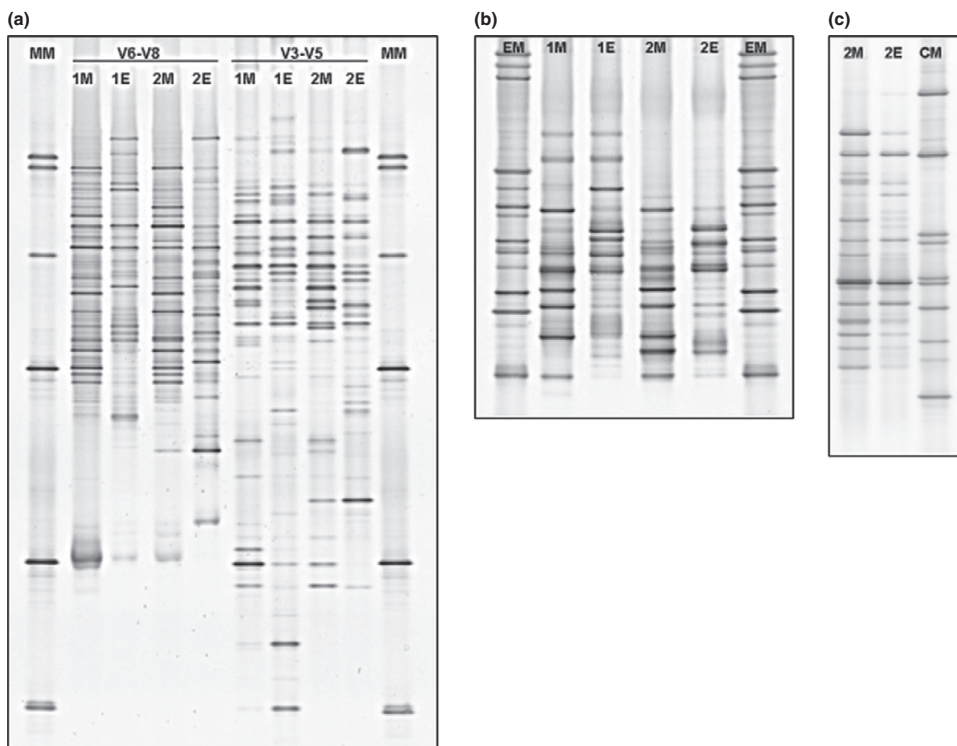 (a)
MM V6-V8 V3-V5 MM
1M 1E 2M 2E 1M 1E 2M 2E
(b)
EM 1M 1E 2M 2E EM
(c)
2M 2E CM